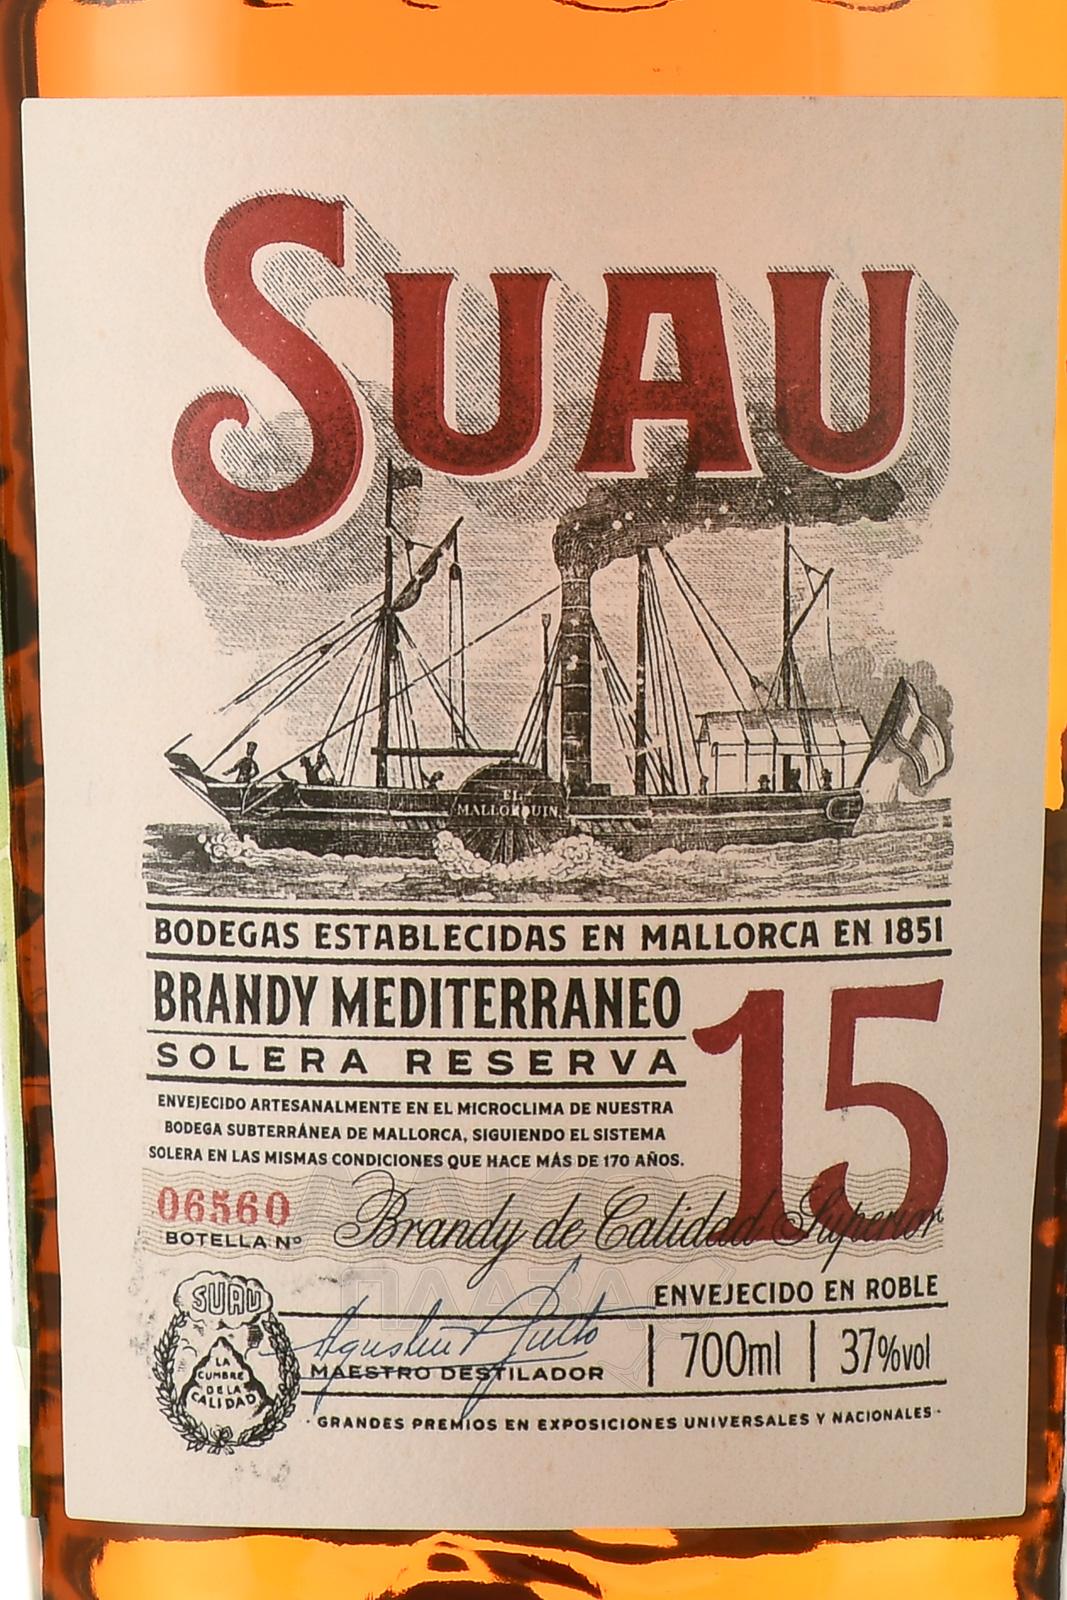 SUAU
EL
MALLORQUIN
BODEGAS ESTABLECIDAS EN MALLORCA EN 1851
BRANDY MEDITERRANEO
15
SOLERA RESERVA
ENVEJECIDO ARTESANALMENTE EN EL MICROCLIMA DE NUESTRA
BODEGA SUBTERRÁNEA DE MALLORCA, SIGUIENDO EL SISTEMA
SOLERA EN LAS MISMAS CONDICIONES QUE HACE MÁS DE 170 AÑOS.
06560
BOTELLA Nº
Brandy de Calidad Superior
ENVEJECIDO EN ROBLE
SUAU
LA
CUMBRE
DE LA
CALIDAD
MAESTRO DESTILADOR
700ml
37%vol
·GRANDES PREMIOS EN EXPOSICIONES UNIVERSALES Y NACIONALES·